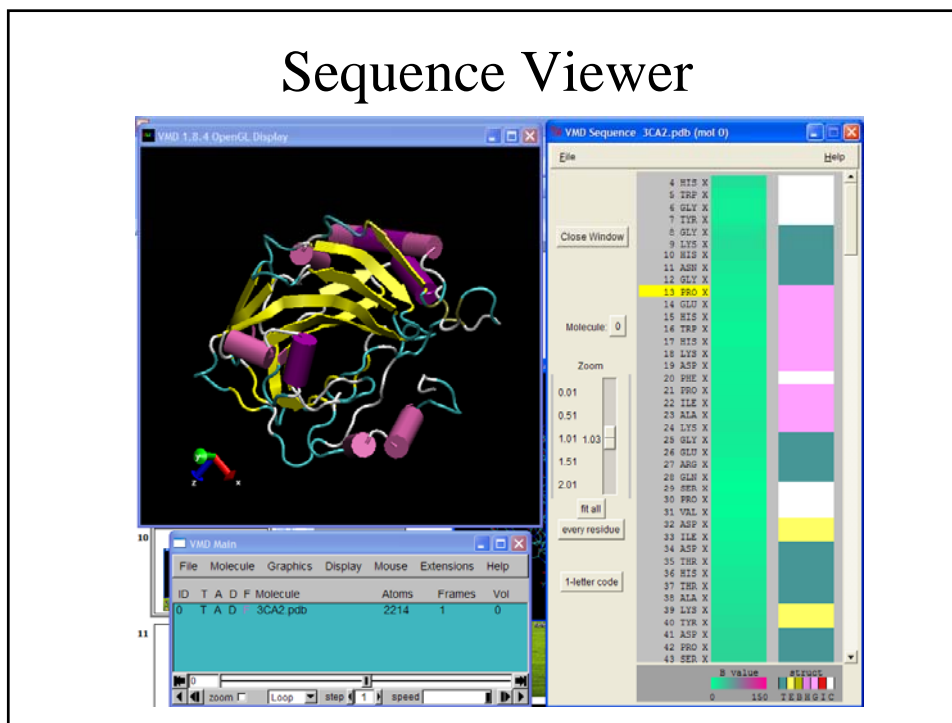 Sequence Viewer
VMD 1.8.4 OpenGL Display
y
z
x
10
11
VMD Main
File Molecule Graphics Display Mouse Extensions Help
ID T A D F Molecule Atoms Frames Vol
0 T A D F 3CA2.pdb 2214 1 0
0
zoom Loop step 1 speed
VMD Sequence 3CA2.pdb (mol 0)
File Help
Close Window
Molecule: 0
Zoom
0.01
0.51
1.01 1.03
1.51
2.01
fit all
every residue
1-letter code
4 HIS X
5 TRP X
6 GLY X
7 TYR X
8 GLY X
9 LYS X
10 HIS X
11 ASN X
12 GLY X
13 PRO X
14 GLU X
15 HIS X
16 TRP X
17 HIS X
18 LYS X
19 ASP X
20 PHE X
21 PRO X
22 ILE X
23 ALA X
24 LYS X
25 GLY X
26 GLU X
27 ARG X
28 GLN X
29 SER X
30 PRO X
31 VAL X
32 ASP X
33 ILE X
34 ASP X
35 THR X
36 HIS X
37 THR X
38 ALA X
39 LYS X
40 TYR X
41 ASP X
42 PRO X
43 SER X
B value struct
0 150 T E B H G I C